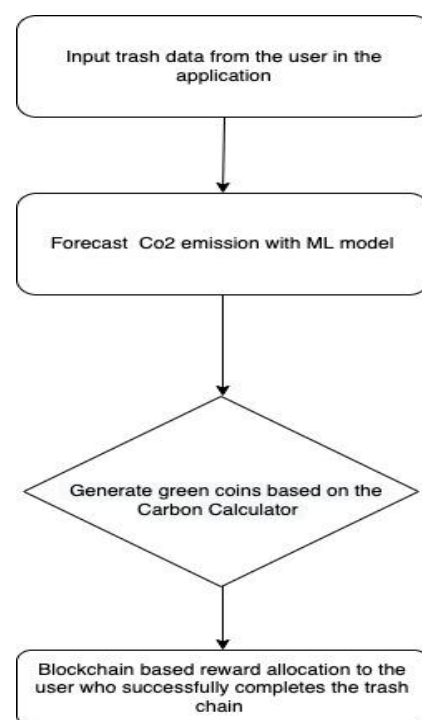 Input trash data from the user in the
application
Forecast Co2 emission with ML model
Generate green coins based on the
Carbon Calculator
Blockchain based reward allocation to the
user who successfully completes the trash
chain